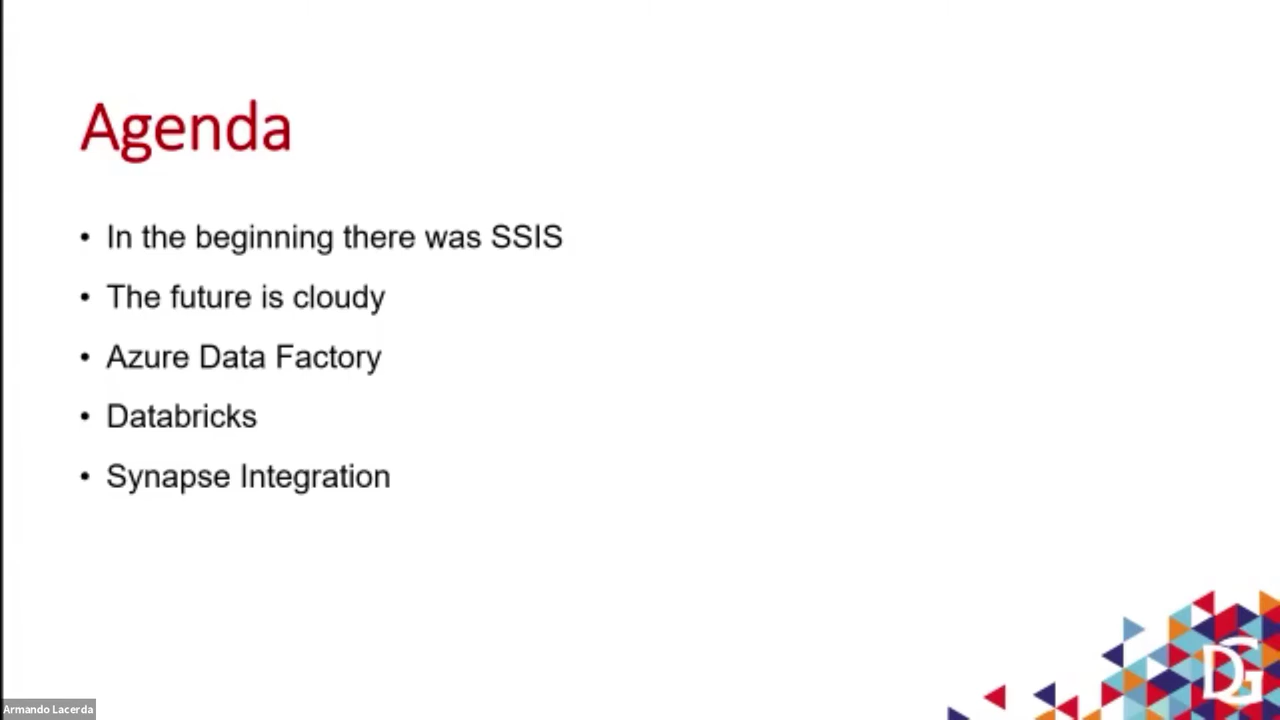 Agenda
• In the beginning there was SSIS
• The future is cloudy
• Azure Data Factory
• Databricks
• Synapse Integration
DG
Armando Lacerda